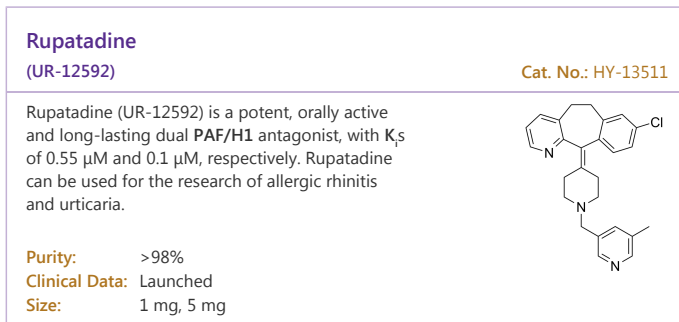 Rupatadine
(UR-12592)
Cat. No.: HY-13511
Rupatadine (UR-12592) is a potent, orally active
and long-lasting dual PAF/H1 antagonist, with Kis
of 0.55 μM and 0.1 μM, respectively. Rupatadine
can be used for the research of allergic rhinitis
and urticaria.
Purity: >98%
Clinical Data: Launched
Size: 1 mg, 5 mg
Cl
N
N
N